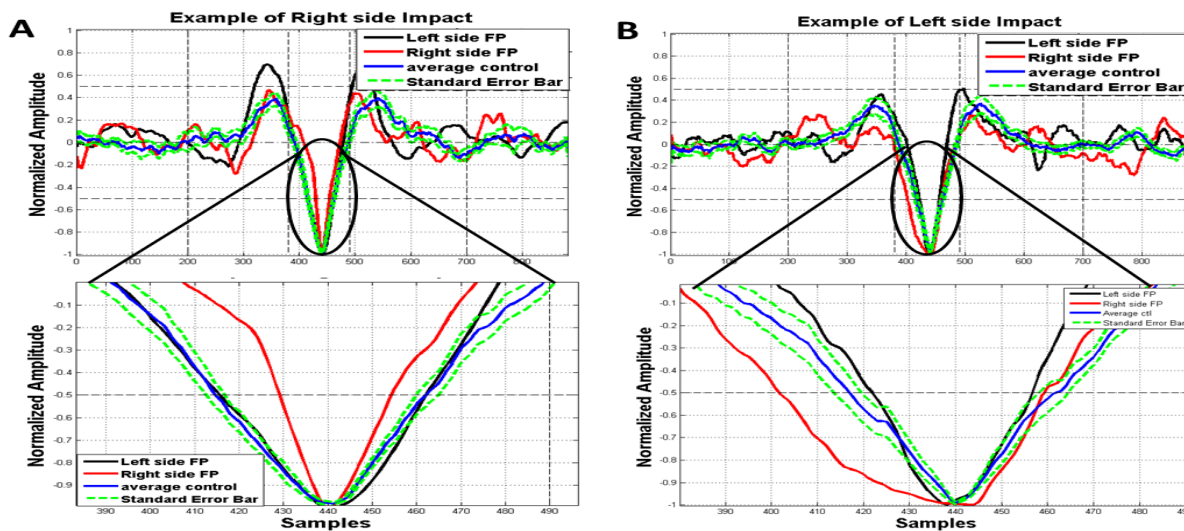 A
Example of Right side Impact
Normalized Amplitude
1
0.8
0.6
0.4
0.2
0
-0.2
-0.4
-0.6
-0.8
-1
Left side FP
Right side FP
average control
Standard Error Bar
0 100 200 300 400 500 600 700 800
Normalized Amplitude
-0.1
-0.2
-0.3
-0.4
-0.5
-0.6
-0.7
-0.8
-0.9
Left side FP
Right side FP
average control
Standard Error Bar
390 400 410 420 430 440 450 460 470 480 490
Samples
B
Example of Left side Impact
Normalized Amplitude
1
0.8
0.6
0.4
0.2
0
-0.2
-0.4
-0.6
-0.8
-1
Left side FP
Right side FP
average control
Standard Error Bar
0 100 200 300 400 500 600 700 800
Normalized Amplitude
-0.1
-0.2
-0.3
-0.4
-0.5
-0.6
-0.7
-0.8
-0.9
-1
Left side FP
Right side FP
Average ctl
Standard Error Bar
390 400 410 420 430 440 450 460 470 480
Samples